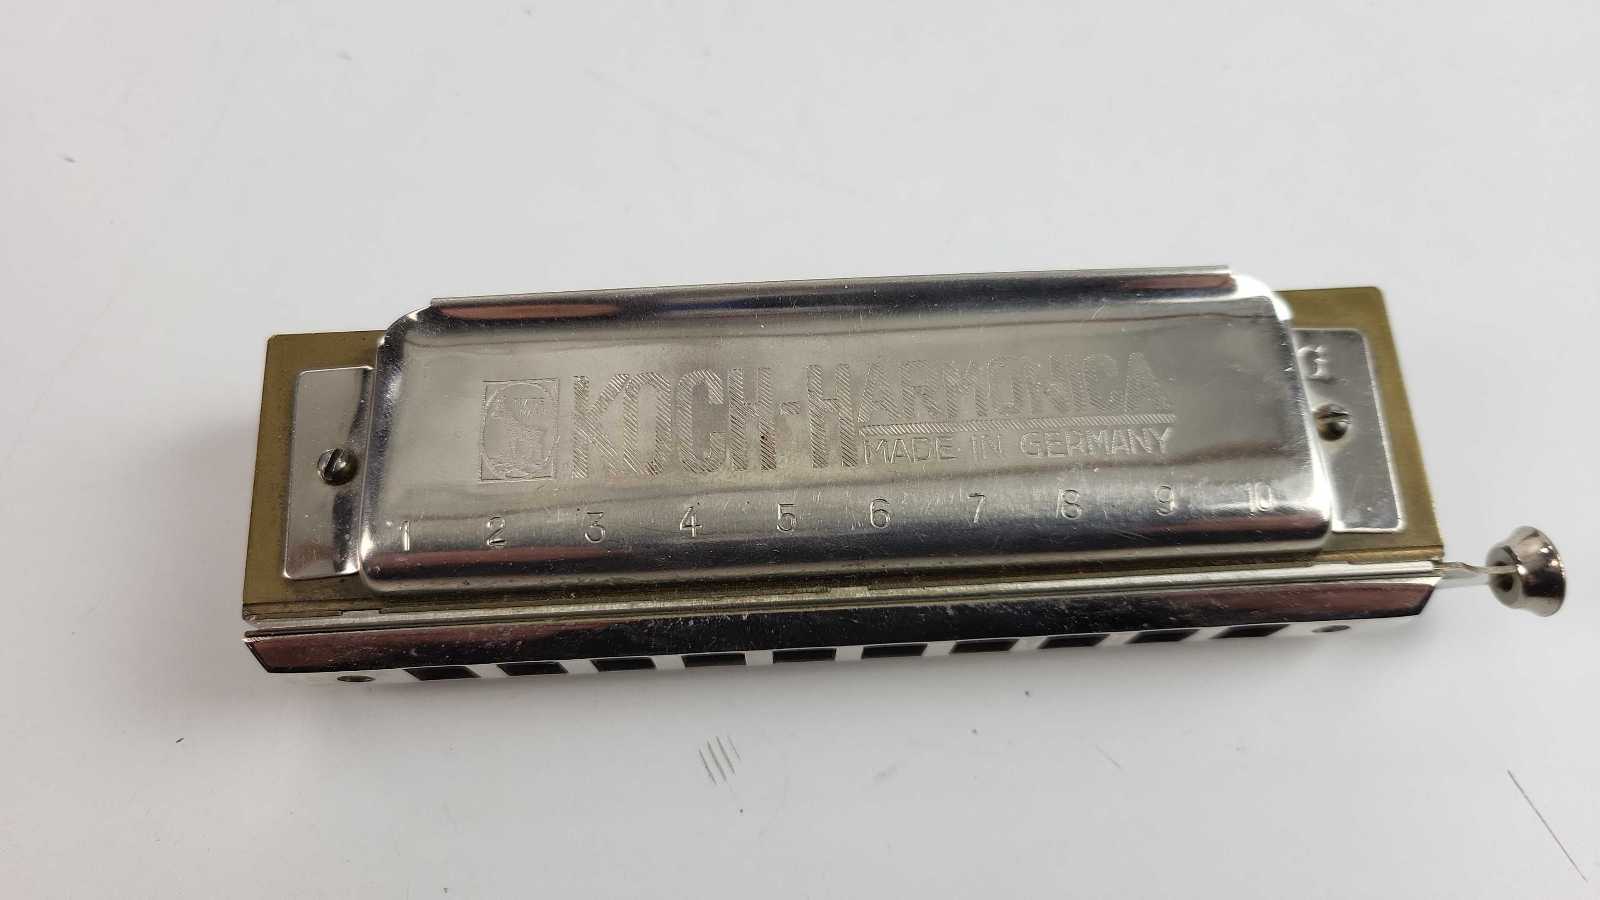 KOCH-HARMONICA
MADE IN GERMANY
G
1 2 3 4 5 6 7 8 9 10